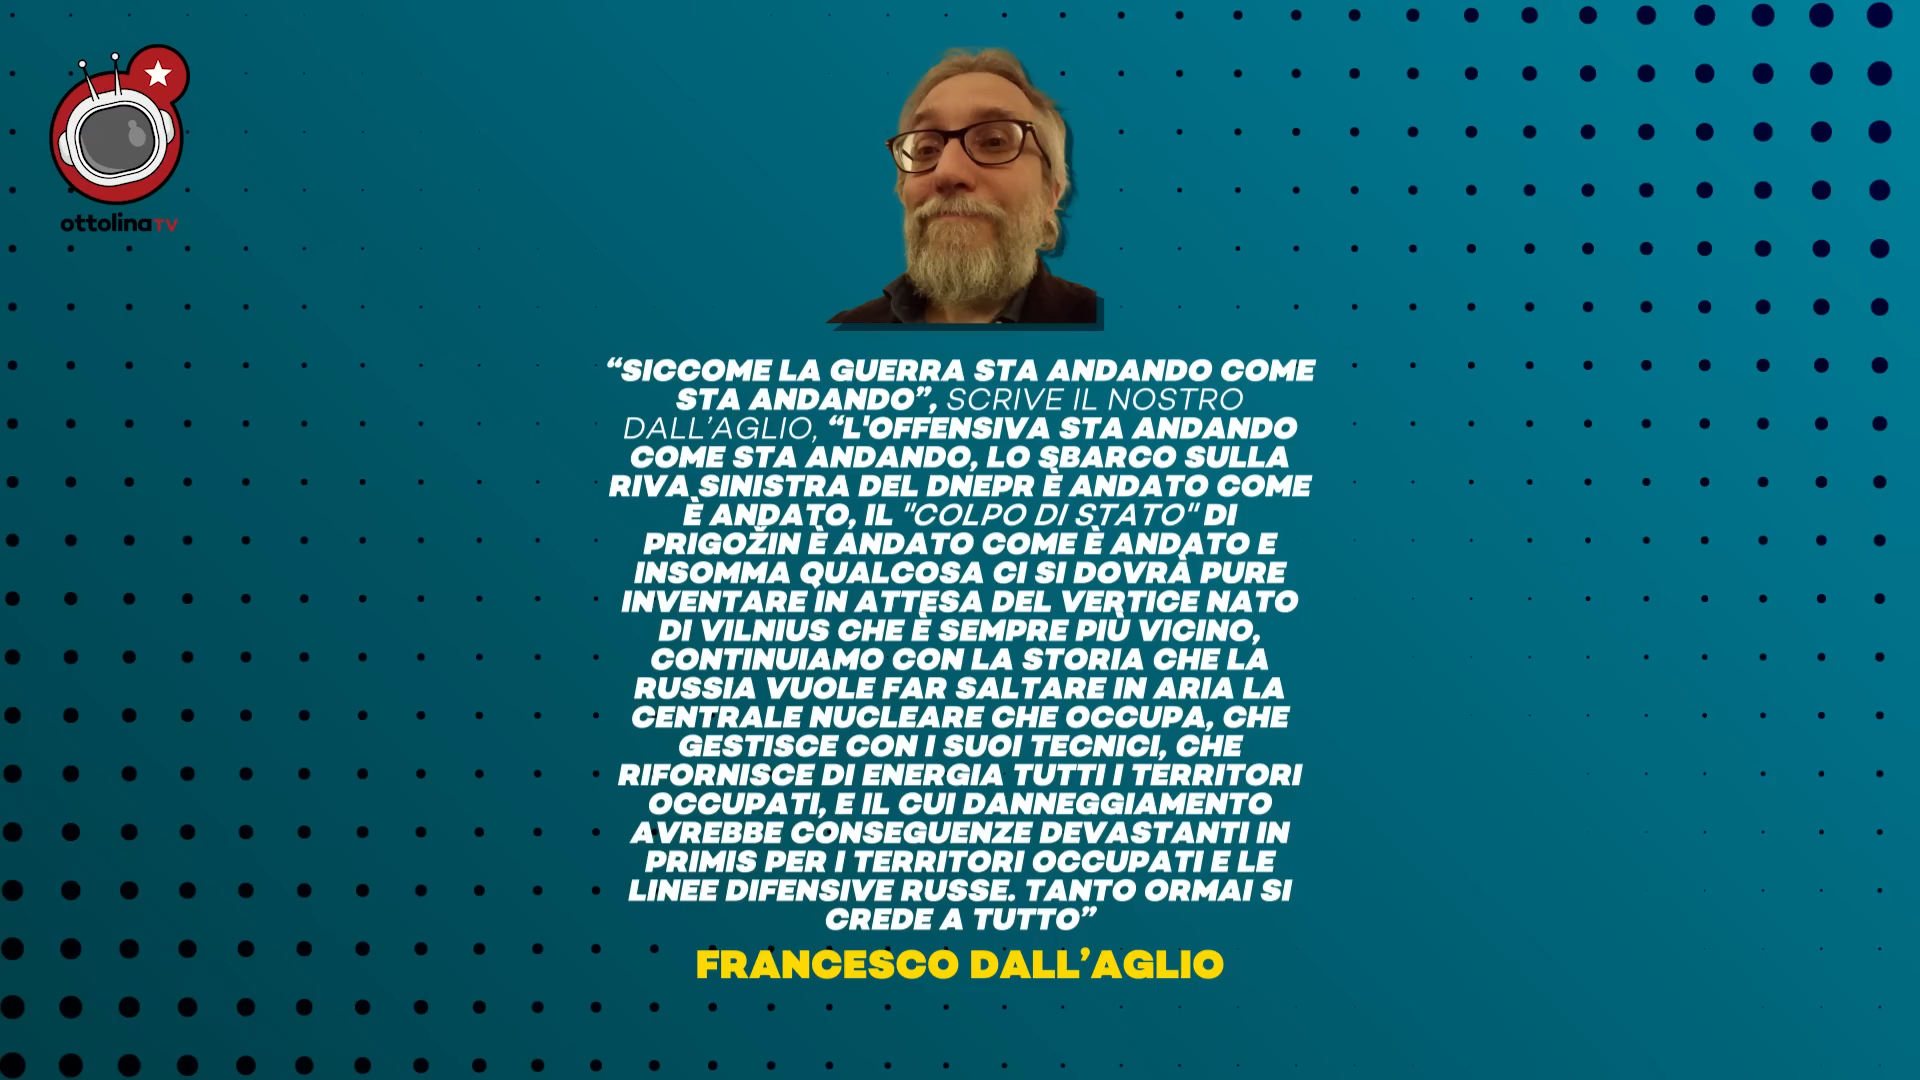 ottolinaTV
“SICCOME LA GUERRA STA ANDANDO COME
STA ANDANDO”, SCRIVE IL NOSTRO
DALL’AGLIO, “L'OFFENSIVA STA ANDANDO
COME STA ANDANDO, LO SBARCO SULLA
RIVA SINISTRA DEL DNEPR È ANDATO COME
È ANDATO, IL "COLPO DI STATO" DI
PRIGOŽIN È ANDATO COME È ANDATO E
INSOMMA QUALCOSA CI SI DOVRÀ PURE
INVENTARE IN ATTESA DEL VERTICE NATO
DI VILNIUS CHE È SEMPRE PIÙ VICINO,
CONTINUIAMO CON LA STORIA CHE LA
RUSSIA VUOLE FAR SALTARE IN ARIA LA
CENTRALE NUCLEARE CHE OCCUPA, CHE
GESTISCE CON I SUOI TECNICI, CHE
RIFORNISCE DI ENERGIA TUTTI I TERRITORI
OCCUPATI, E IL CUI DANNEGGIAMENTO
AVREBBE CONSEGUENZE DEVASTANTI IN
PRIMIS PER I TERRITORI OCCUPATI E LE
LINEE DIFENSIVE RUSSE. TANTO ORMAI SI
CREDE A TUTTO”
FRANCESCO DALL’AGLIO